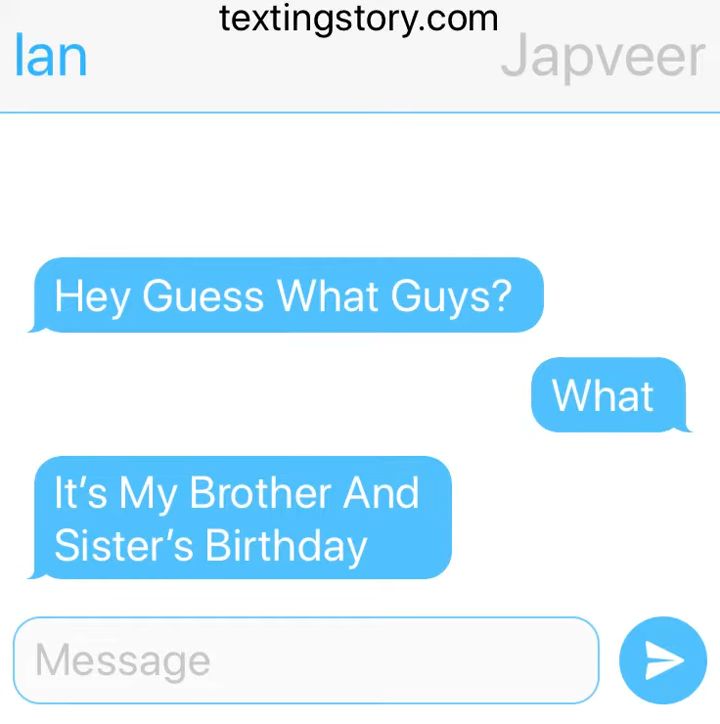 textingstory.com
Ian
Japveer
Hey Guess What Guys?
What
It's My Brother And
Sister's Birthday
Message